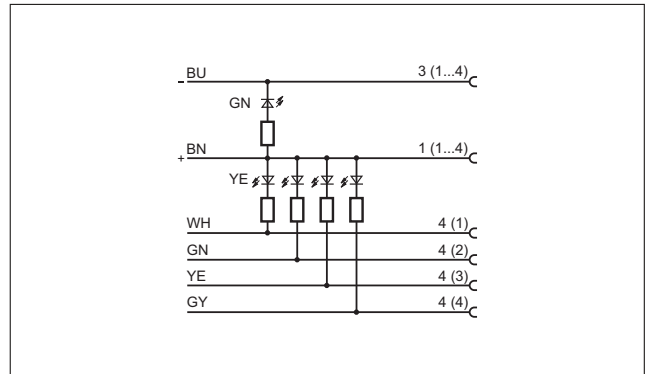 BU 3 (1...4)
-
GN
BN 1 (1...4)
+
YE
WH 4 (1)
GN 4 (2)
YE 4 (3)
GY 4 (4)